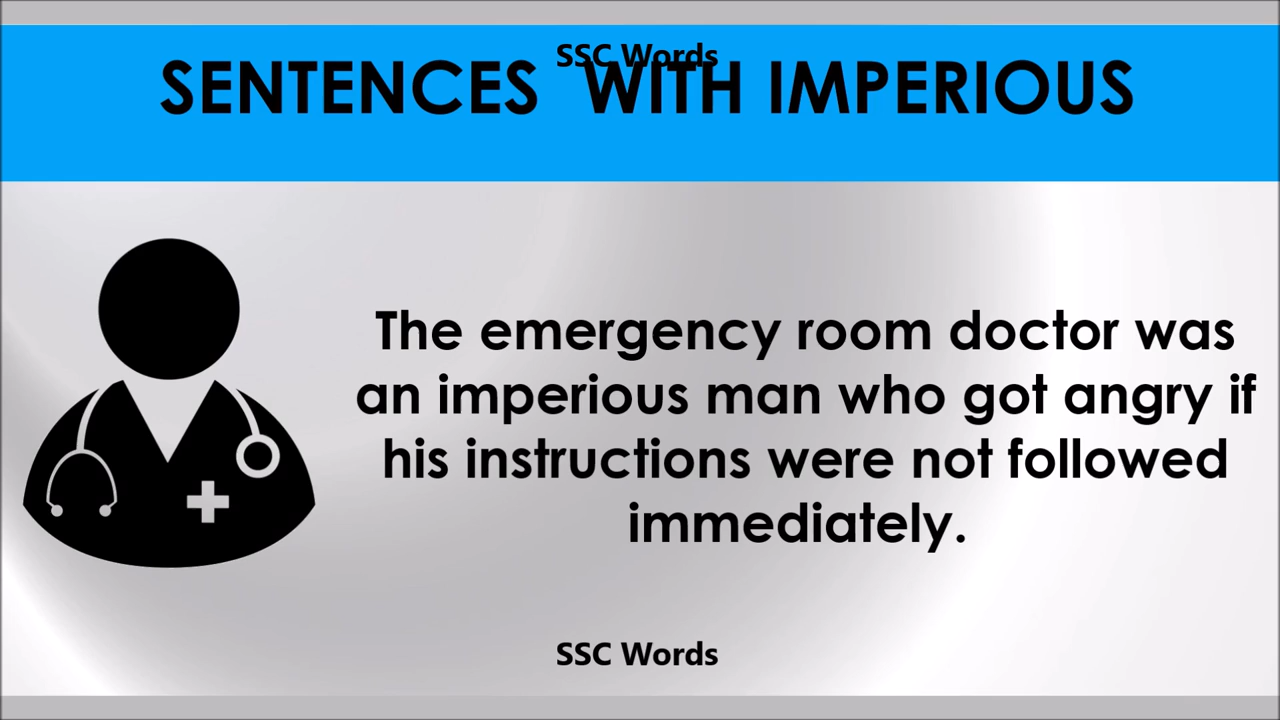 SSC Words
SENTENCES WITH IMPERIOUS
The emergency room doctor was
an imperious man who got angry if
his instructions were not followed
immediately.
SSC Words